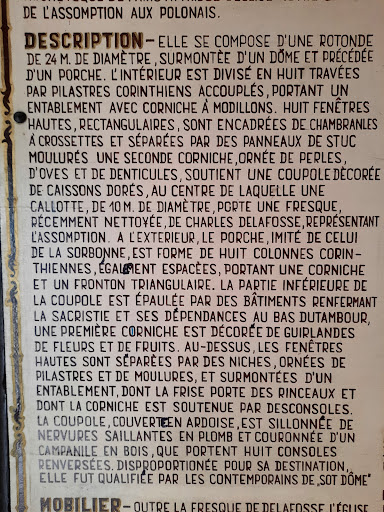 DE L'ASSOMPTION AUX POLONAIS.
DESCRIPTION – ELLE SE COMPOSE D'UNE ROTONDE
DE 24 M. DE DIAMÈTRE, SURMONTÉE D'UN DÔME ET PRÉCÉDÉE
D'UN PORCHE. L'INTÉRIEUR EST DIVISÉ EN HUIT TRAVÉES
PAR PILASTRES CORINTHIENS ACCOUPLÉS, PORTANT UN
ENTABLEMENT AVEC CORNICHE À MODILLONS. HUIT FENÊTRES
HAUTES, RECTANGULAIRES, SONT ENCADRÉES DE CHAMBRANLES
À CROSSETTES ET SÉPARÉES PAR DES PANNEAUX DE STUC
MOULURÉS UNE SECONDE CORNICHE, ORNÉE DE PERLES,
D'OVES ET DE DENTICULES, SOUTIENT UNE COUPOLE DÉCORÉE
DE CAISSONS DORÉS, AU CENTRE DE LAQUELLE UNE
CALLOTTE, DE 10 M. DE DIAMÈTRE, PORTE UNE FRESQUE,
RÉCEMMENT NETTOYÉE, DE CHARLES DELAFOSSE, REPRÉSENTANT
L'ASSOMPTION. A L'EXTERIEUR, LE PORCHE, IMITÉ DE CELUI
DE LA SORBONNE, EST FORME DE HUIT COLONNES CORIN-
THIENNES, ÉGALEMENT ESPACÉES, PORTANT UNE CORNICHE
ET UN FRONTON TRIANGULAIRE. LA PARTIE INFÉRIEURE DE
LA COUPOLE EST ÉPAULÉE PAR DES BÂTIMENTS RENFERMANT
LA SACRISTIE ET SES DÉPENDANCES AU BAS DUTAMBOUR,
UNE PREMIÈRE CORNICHE EST DÉCORÉE DE GUIRLANDES
DE FLEURS ET DE FRUITS. AU-DESSUS, LES FENÊTRES
HAUTES SONT SÉPARÉES PAR DES NICHES, ORNÉES DE
PILASTRES ET DE MOULURES, ET SURMONTÉES D'UN
ENTABLEMENT, DONT LA FRISE PORTE DES RINCEAUX ET
DONT LA CORNICHE EST SOUTENUE PAR DESCONSOLES.
LA COUPOLE, COUVERTE EN ARDOISE, EST SILLONNÉE DE
NERVURES SAILLANTES EN PLOMB ET COURONNÉE D'UN
CAMPANILE EN BOIS, QUE PORTENT HUIT CONSOLES
RENVERSÉES. DISPROPORTIONNÉE POUR SA DESTINATION,
ELLE FUT QUALIFIÉE PAR LES CONTEMPORAINS DE „SOT DÔME"
MOBILIER – OUTRE LA FRESQUE DE DELAFOSSE L'ÉGLISE